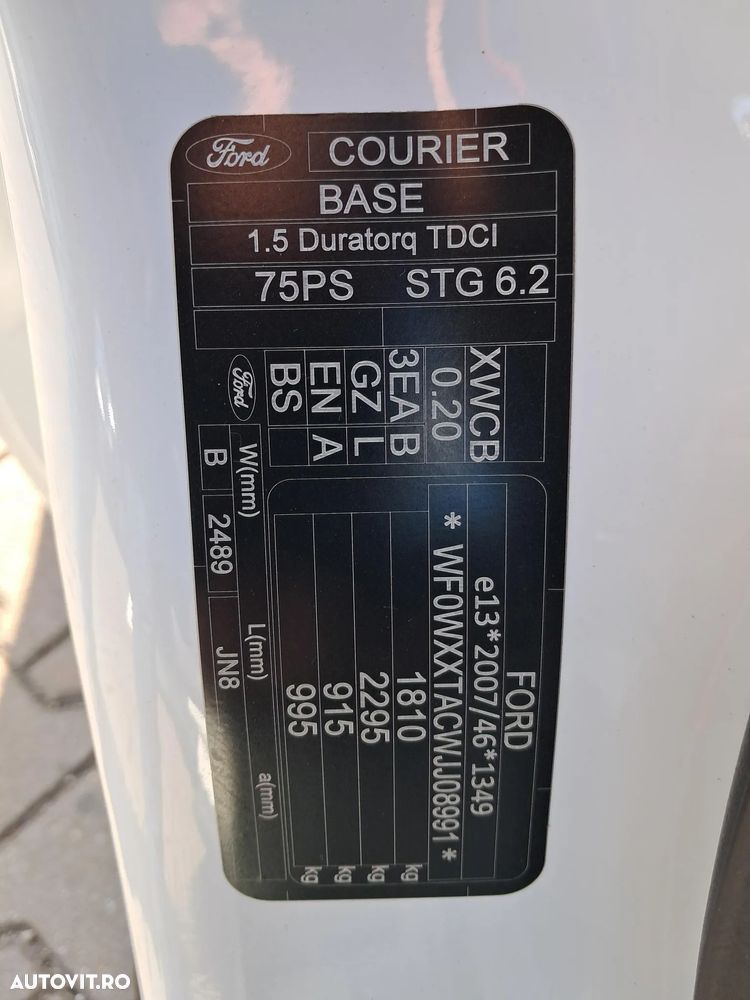 Ford
COURIER
BASE
1.5 Duratorq TDCI
75PS STG 6.2
FORD
e13*2007/46*1349
* WF0WXXTACWJJ08991 *
1810 kg
2295 kg
915 kg
995 kg
XWCB
0.20
3EA B
GZ L
EN A
BS
Ford
W(mm) L(mm) a(mm)
B 2489 JN8
AUTOVIT.RO